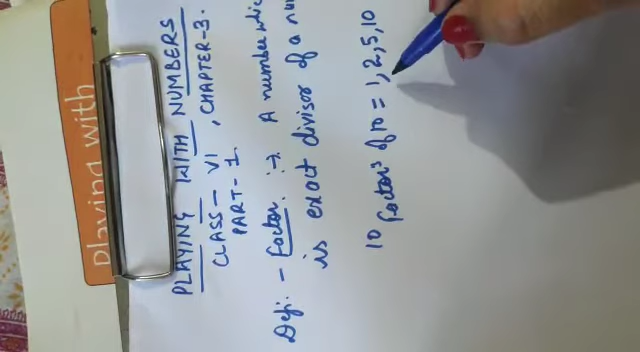 Playing with
PLAYING WITH NUMBERS
CLASS - VI, CHAPTER-3.
PART-1
Def: - Factor :→ A number
is exact divisor of a
10 factors of 10 = 1, 2, 5, 10